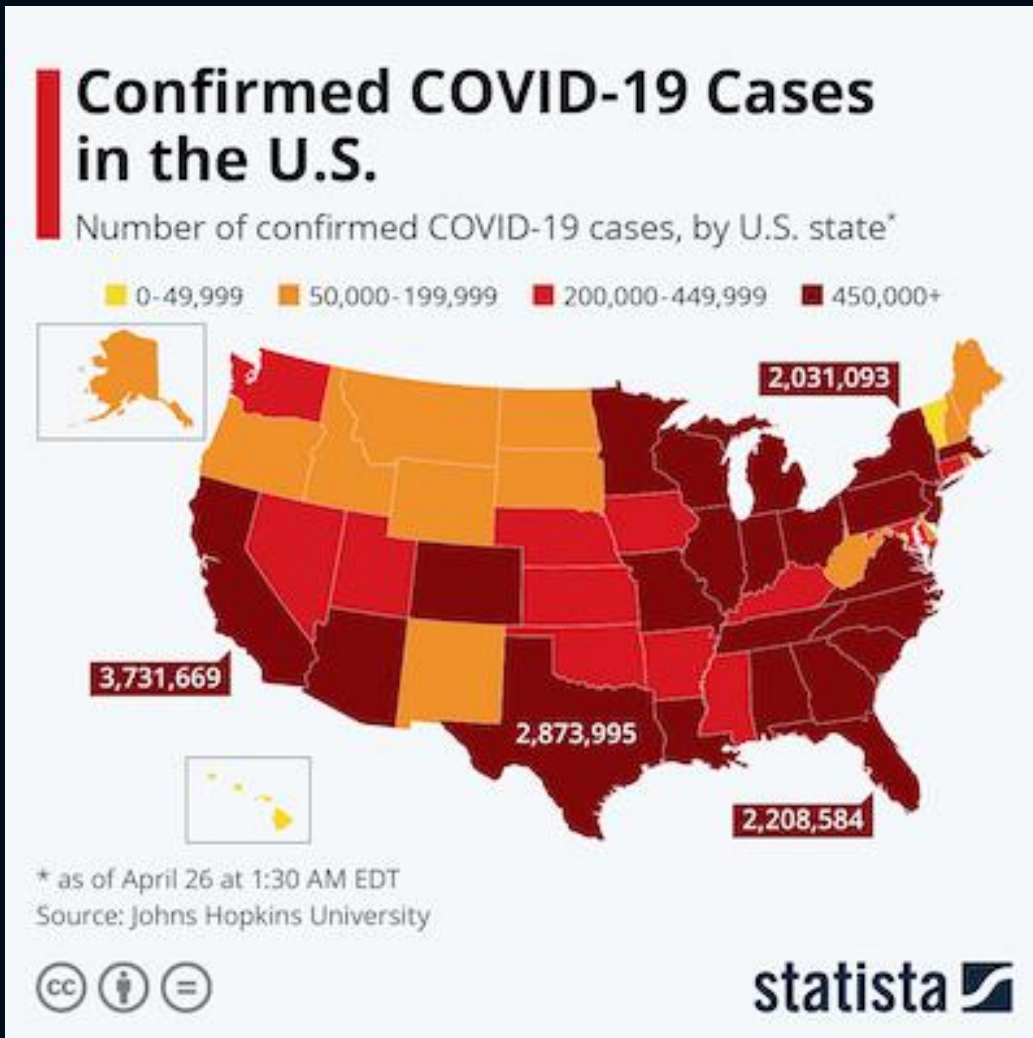 Confirmed COVID-19 Cases
in the U.S.
Number of confirmed COVID-19 cases, by U.S. state*
0-49,999 50,000-199,999 200,000-449,999 450,000+
2,031,093
3,731,669
2,873,995
2,208,584
* as of April 26 at 1:30 AM EDT
Source: Johns Hopkins University
cc
statista